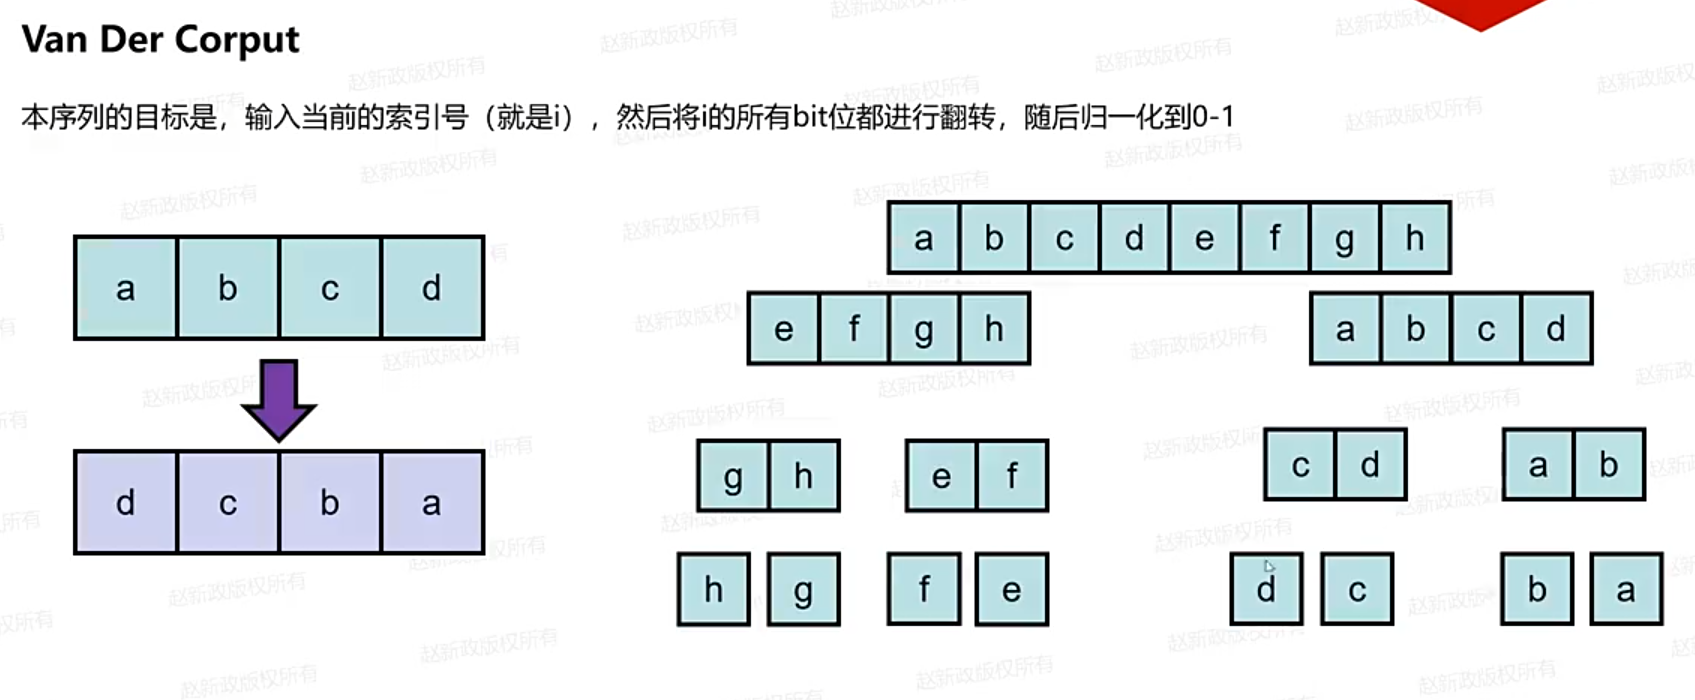 Van Der Corput
本序列的目标是，输入当前的索引号（就是i），然后将i的所有bit位都进行翻转，随后归一化到0-1
a b c d e f g h
a b c d
e f g h
a b c d
g h
e f
c d
a b
d c b a
h g f e
d c b a
赵新政版权所有